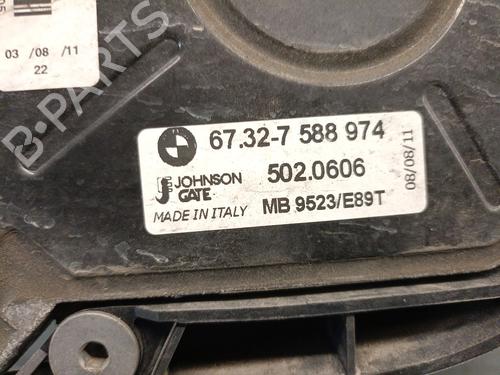 03 /08 /11
22
B-PARTS
67.32-7 588 974
JOHNSON
GATE
502.0606
MADE IN ITALY
MB 9523/E89T
08/08/11